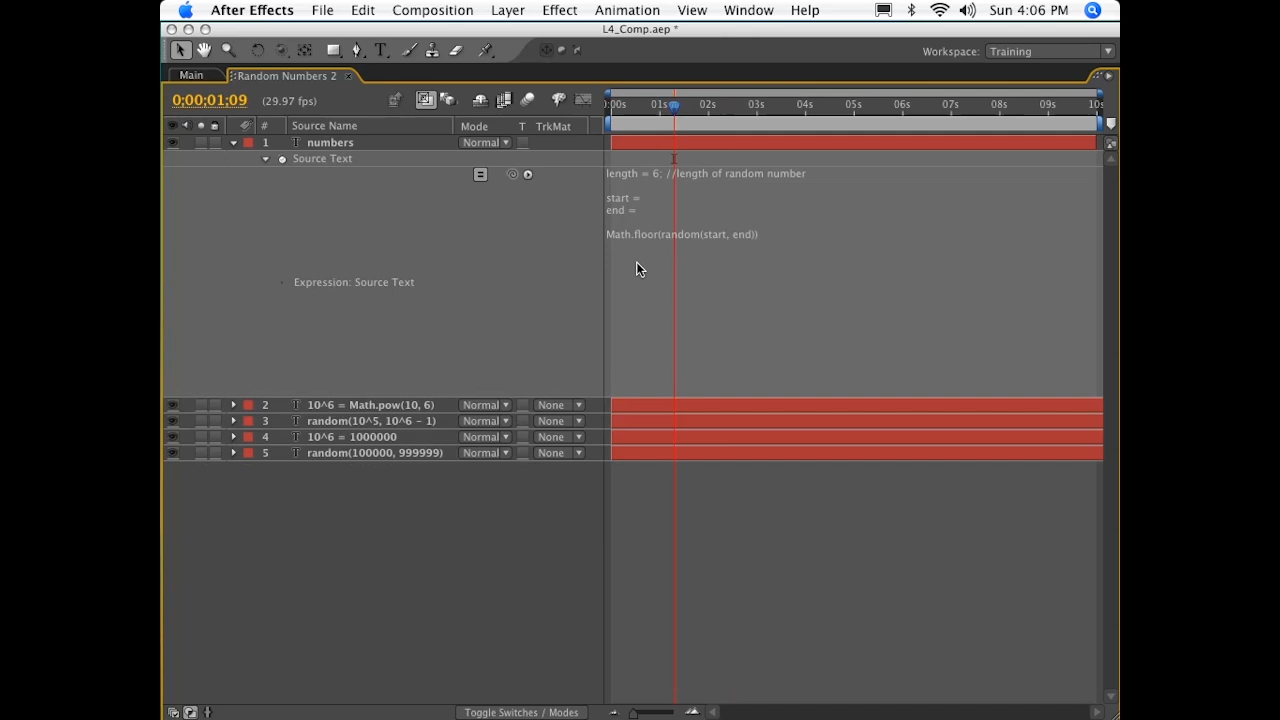 After Effects File Edit Composition Layer Effect Animation View Window Help Sun 4:06 PM
L4_Comp.aep *
Workspace: Training
Main Random Numbers 2
0;00;01;09 (29.97 fps)
:00s 01s 02s 03s 04s 05s 06s 07s 08s 09s 10s
# Source Name Mode T TrkMat
1 T numbers Normal
Source Text
length = 6; //length of random number
start =
end =
Math.floor(random(start, end))
Expression: Source Text
2 T 10^6 = Math.pow(10, 6) Normal None
3 T random(10^5, 10^6 - 1) Normal None
4 T 10^6 = 1000000 Normal None
5 T random(100000, 999999) Normal None
Toggle Switches / Modes